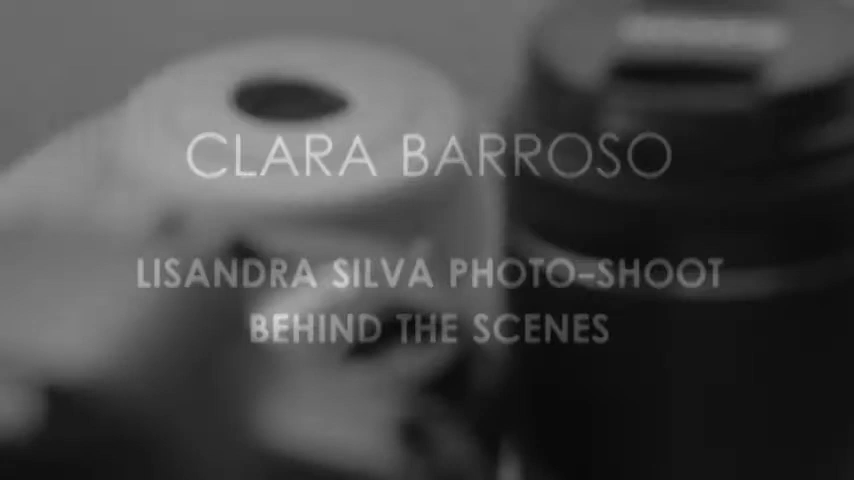 CLARA BARROSO
LISANDRA SILVA PHOTO-SHOOT
BEHIND THE SCENES